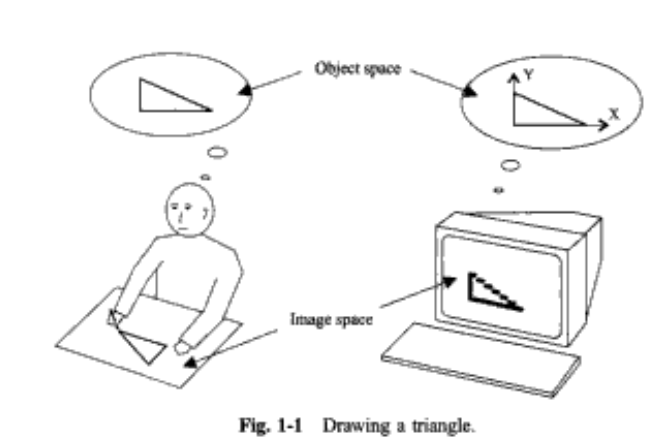 Object space
Y
X
Image space
Fig. 1-1 Drawing a triangle.